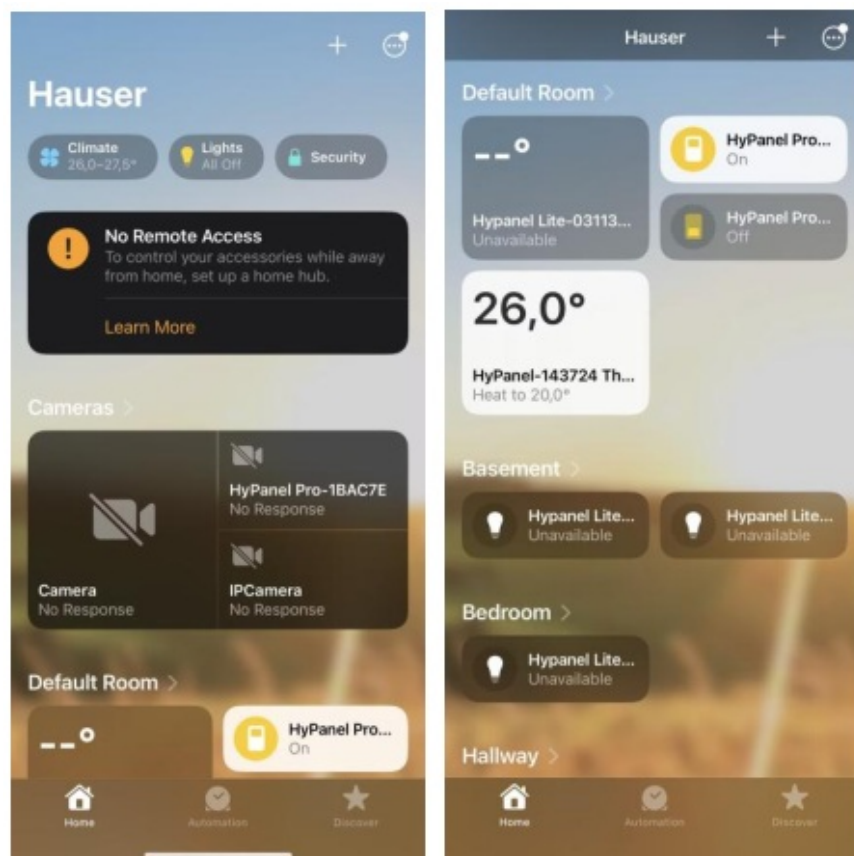 Hauser
Climate
26,0–27,5°
Lights
All Off
Security
No Remote Access
To control your accessories while away
from home, set up a home hub.
Learn More
Cameras >
HyPanel Pro-1BAC7E
No Response
Camera
No Response
IPCamera
No Response
Default Room >
--°
HyPanel Pro...
On
Home
Automation
Discover
Hauser
Default Room >
--°
Hypanel Lite-03113...
Unavailable
HyPanel Pro...
On
HyPanel Pro...
Off
26,0°
HyPanel-143724 Th...
Heat to 20,0°
Basement >
Hypanel Lite...
Unavailable
Hypanel Lite...
Unavailable
Bedroom >
Hypanel Lite...
Unavailable
Hallway >
Home
Automation
Discover